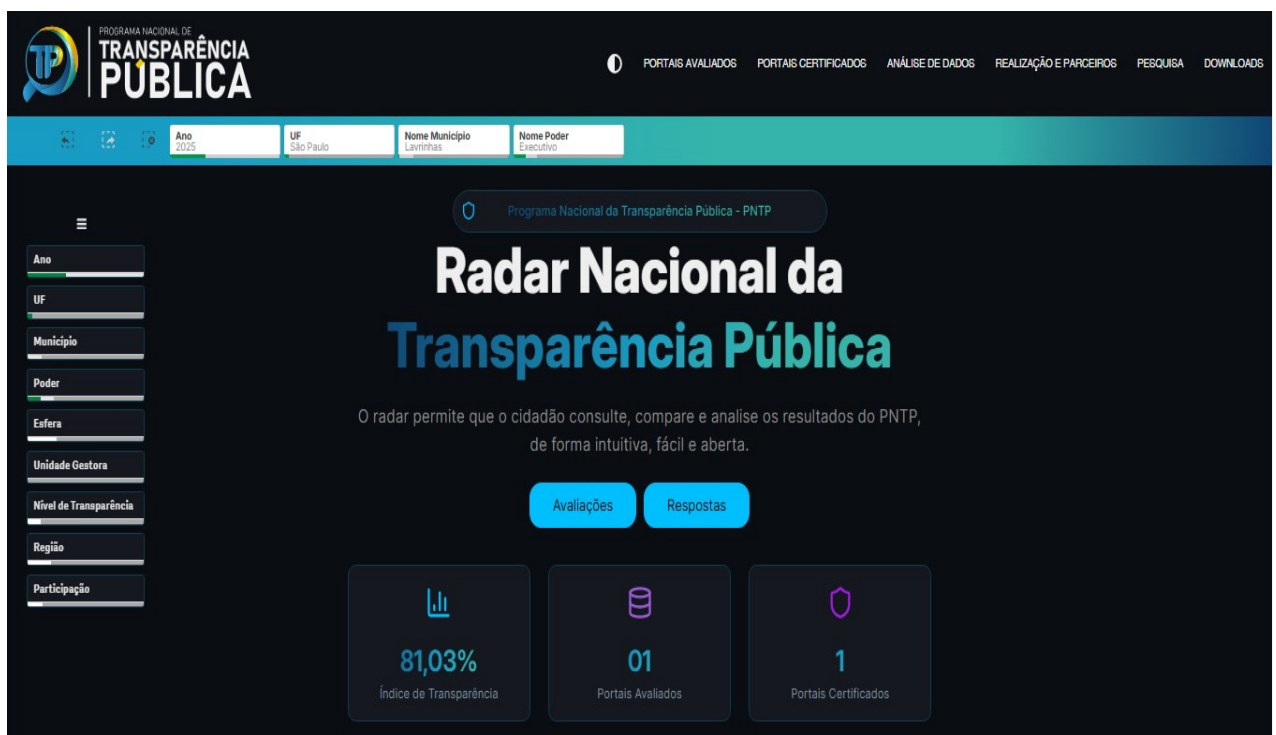 PROGRAMA NACIONAL DE
TRANSPARÊNCIA
PÚBLICA
PORTAIS AVALIADOS
PORTAIS CERTIFICADOS
ANÁLISE DE DADOS
REALIZAÇÃO E PARCEIROS
PESQUISA
DOWNLOADS
Ano
2025
UF
São Paulo
Nome Município
Lavrinhas
Nome Poder
Executivo
Ano
UF
Município
Poder
Esfera
Unidade Gestora
Nível de Transparência
Região
Participação
Programa Nacional da Transparência Pública - PNTP
Radar Nacional da
Transparência Pública
O radar permite que o cidadão consulte, compare e analise os resultados do PNTP,
de forma intuitiva, fácil e aberta.
Avaliações
Respostas
81,03%
Índice de Transparência
01
Portais Avaliados
1
Portais Certificados